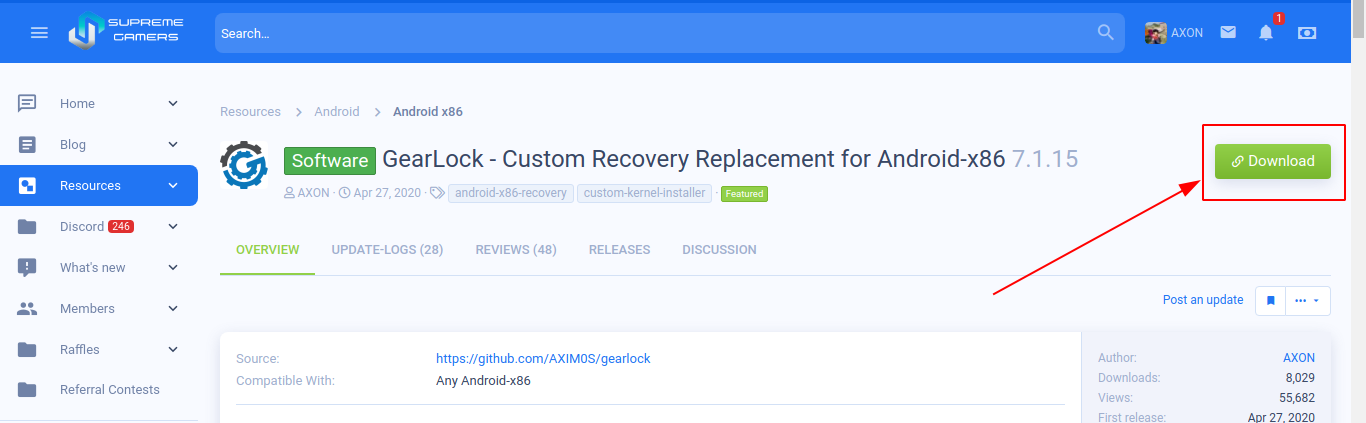 SUPREME
GAMERS
Search...
1
AXON
Home
Blog
Resources
Discord 246
What's new
Members
Raffles
Referral Contests
Resources > Android > Android x86
Software GearLock - Custom Recovery Replacement for Android-x86 7.1.15
AXON · Apr 27, 2020 · android-x86-recovery custom-kernel-installer · Featured
Download
OVERVIEW UPDATE-LOGS (28) REVIEWS (48) RELEASES DISCUSSION
Post an update
Source: https://github.com/AXIM0S/gearlock
Compatible With: Any Android-x86
Author: AXON
Downloads: 8,029
Views: 55,682
First release: Apr 27, 2020